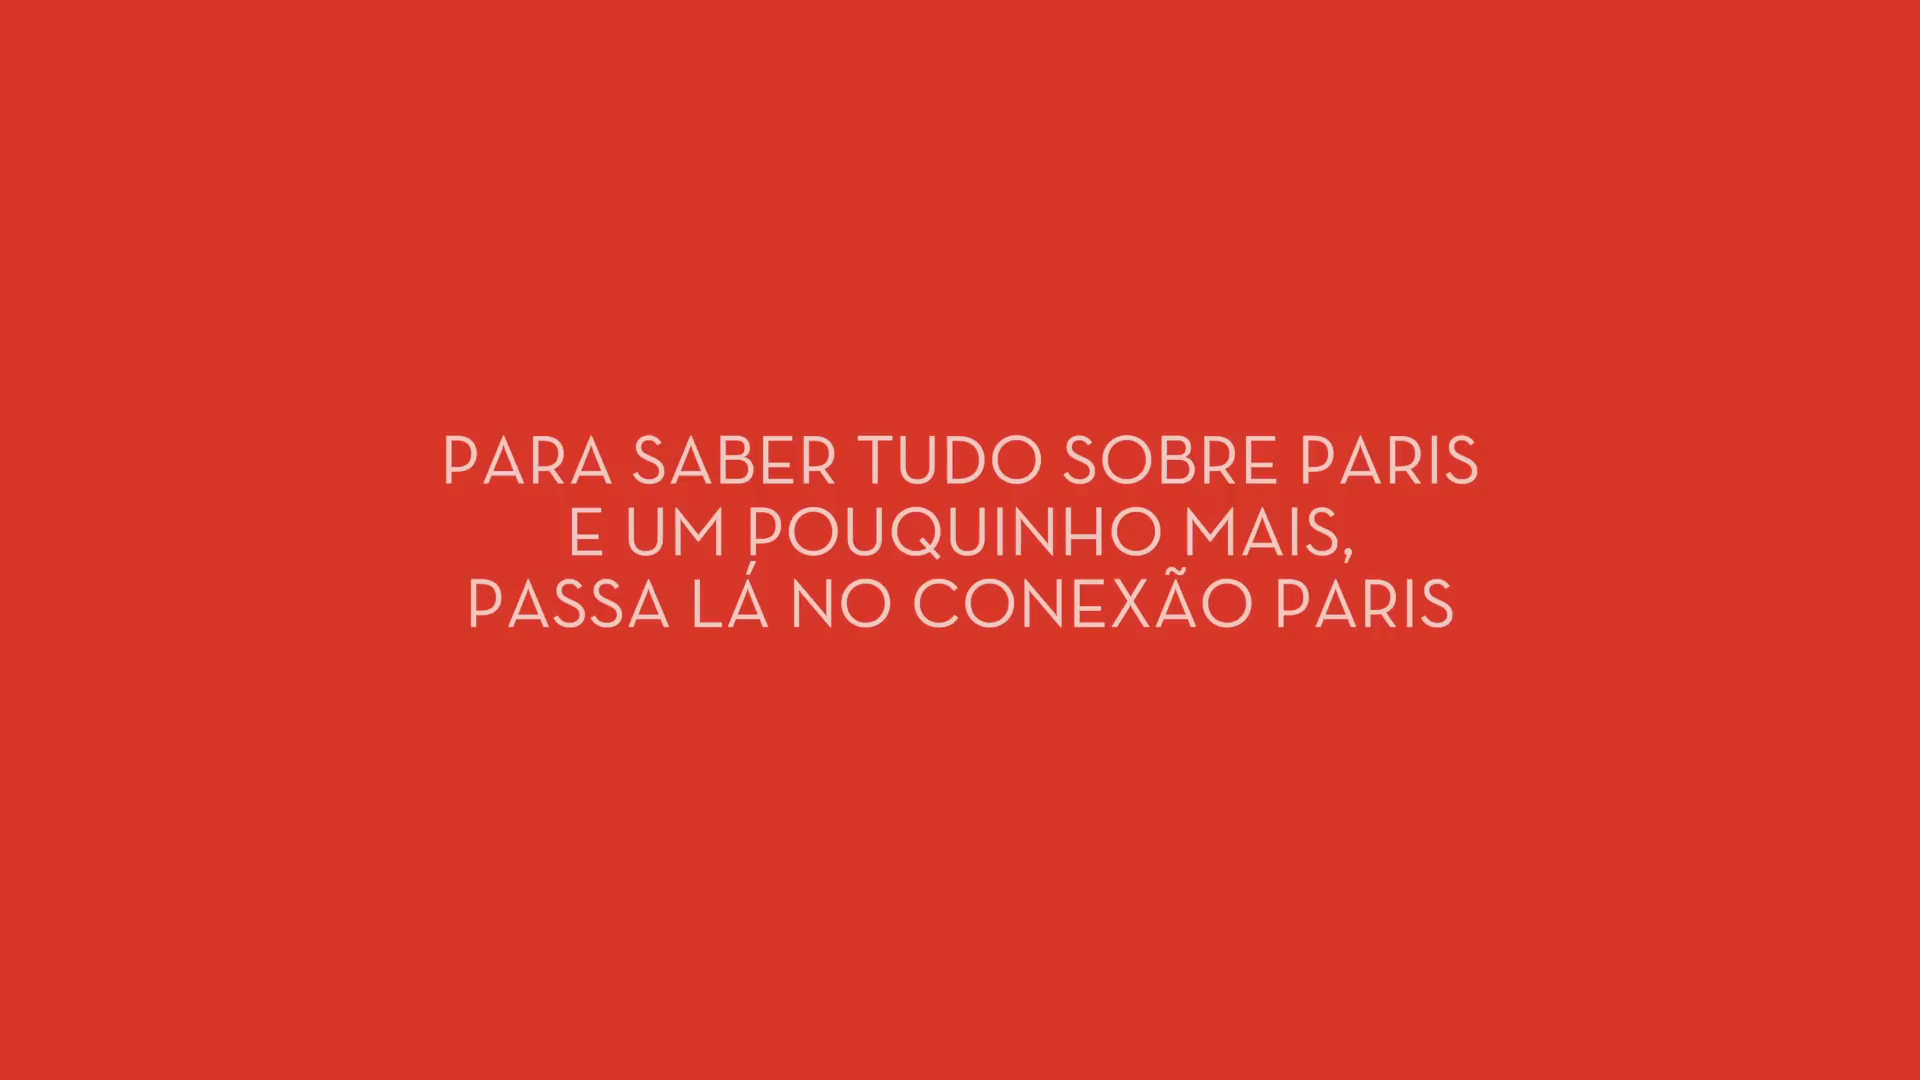 PARA SABER TUDO SOBRE PARIS
E UM POUQUINHO MAIS,
PASSA LÁ NO CONEXÃO PARIS